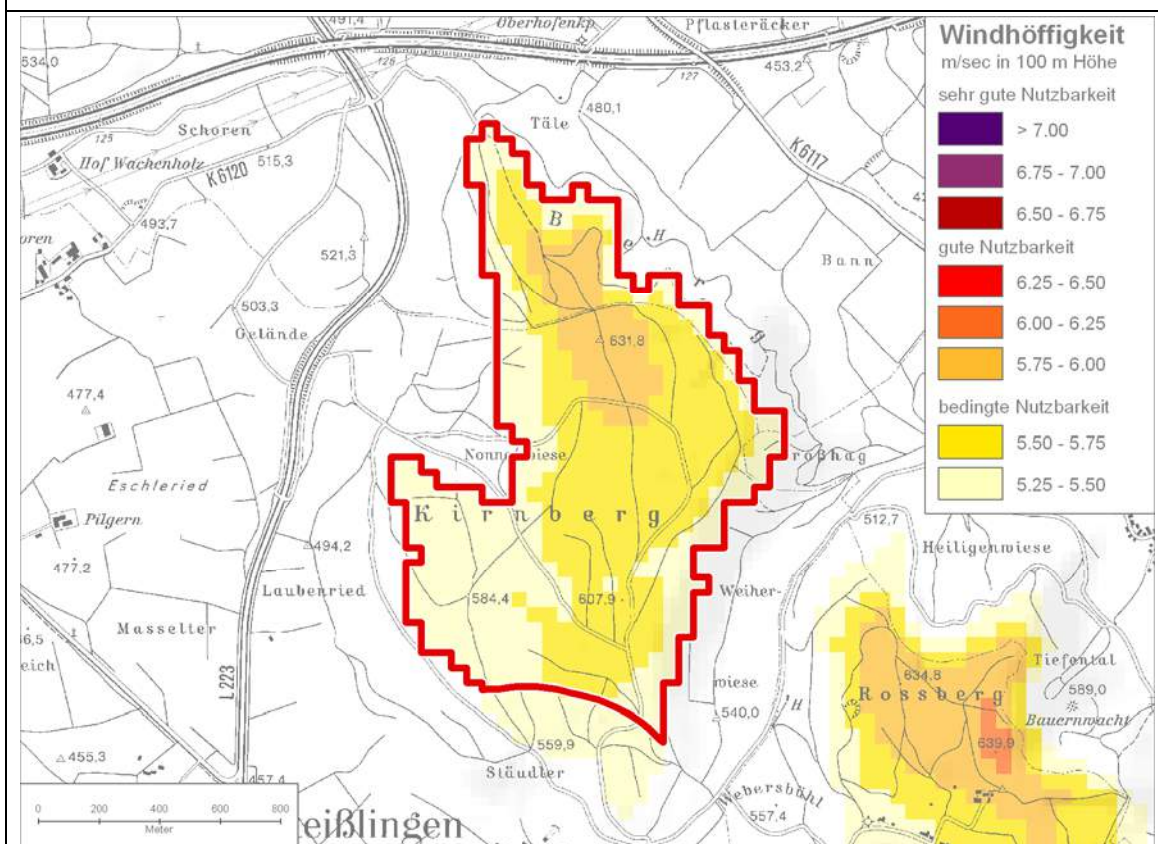 491,4
Oberhofenkp
Pflasteräcker
534,0
126
127
453,2
125
Schoren
Hof Wachenholz
515,3
K6120
480,1
Täle
K6117
493,7
521,3
B e r g
H
Bann
503,3
Gelände
631,8
477,4
Eschleried
Pilgern
477,2
Kirnberg
512,7
Heiligenwiese
494,2
Laubenried
584,4
607,9
Weiher-
wiese
Masselter
L223
634,8
Rossberg
Tiefental
589,0
Bauernwacht
639,9
540,0
H
559,9
Stäudler
455,3
457,4
Webersbühl
557,4
eißlingen
0 200 400 600 800
Meter
Windhöffigkeit
m/sec in 100 m Höhe
sehr gute Nutzbarkeit
> 7.00
6.75 - 7.00
6.50 - 6.75
gute Nutzbarkeit
6.25 - 6.50
6.00 - 6.25
5.75 - 6.00
bedingte Nutzbarkeit
5.50 - 5.75
5.25 - 5.50